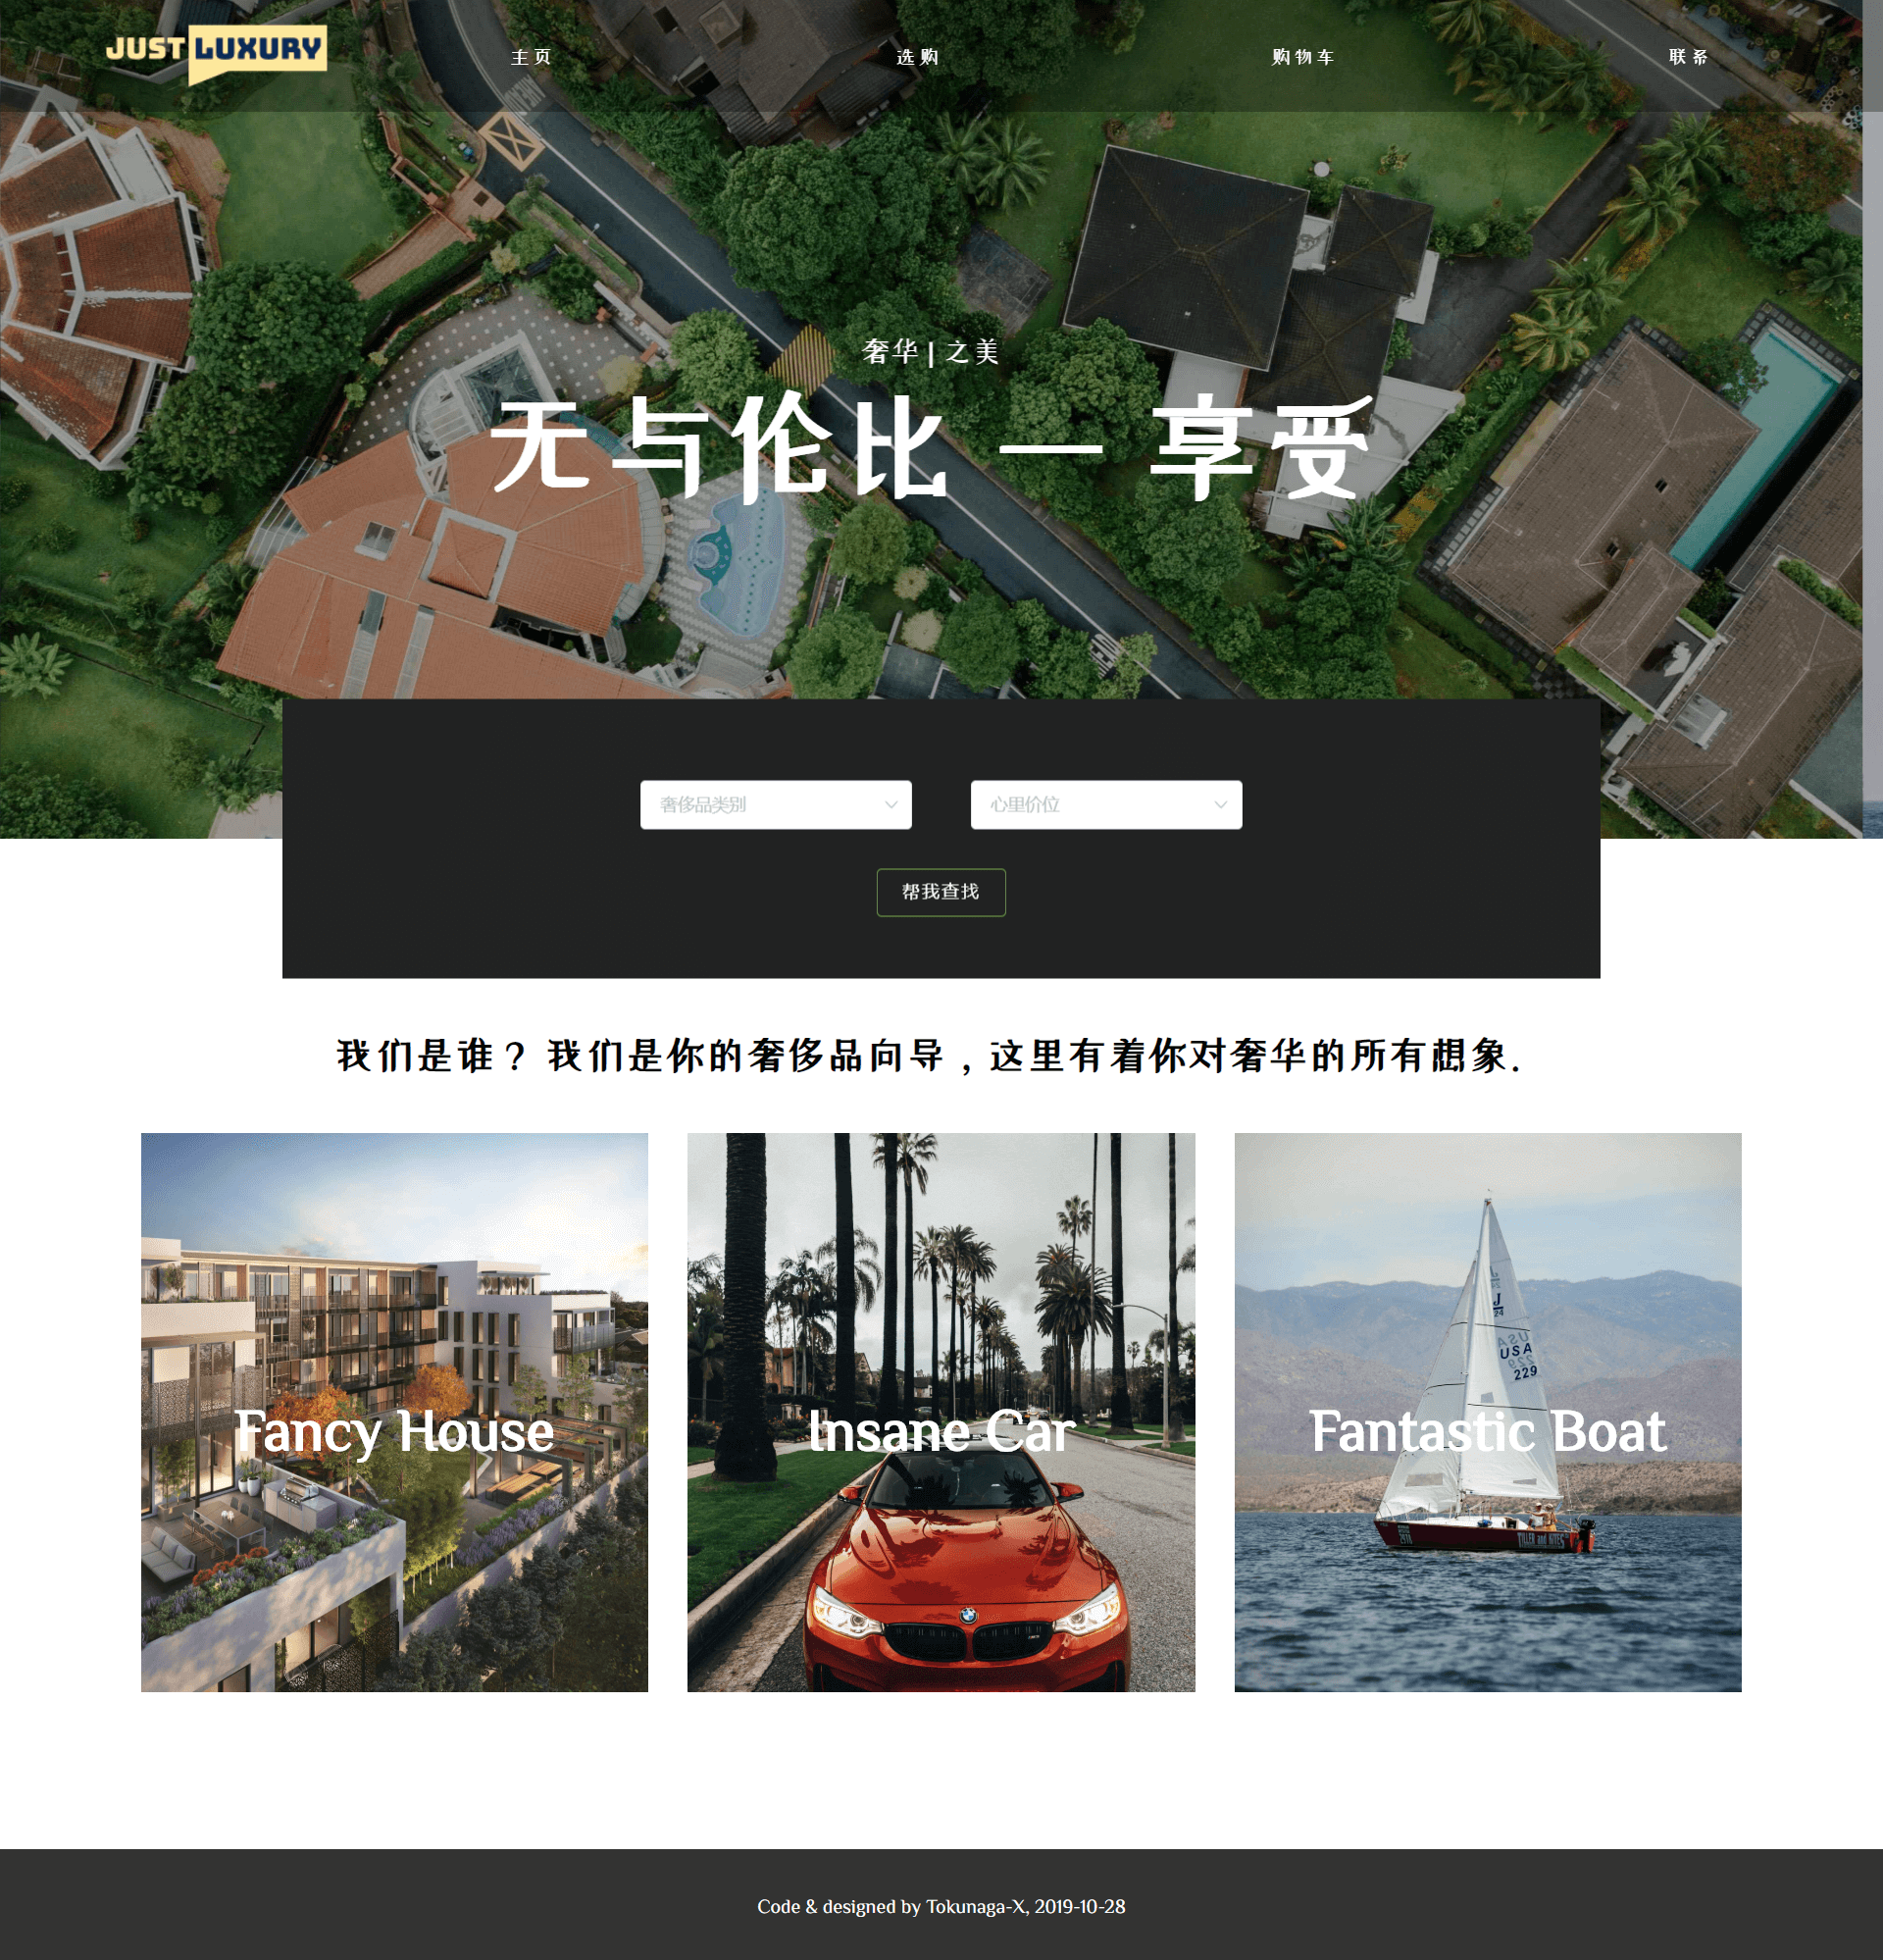 JUST LUXURY
主页 选购 购物车 联系
奢华 | 之美
无与伦比 — 享受
奢侈品类别 心里价位
帮我查找
我们是谁？ 我们是你的奢侈品向导，这里有着你对奢华的所有想象.
J
24
USA
229
Fancy House Insane Car Fantastic Boat
Code & designed by Tokunaga-X, 2019-10-28